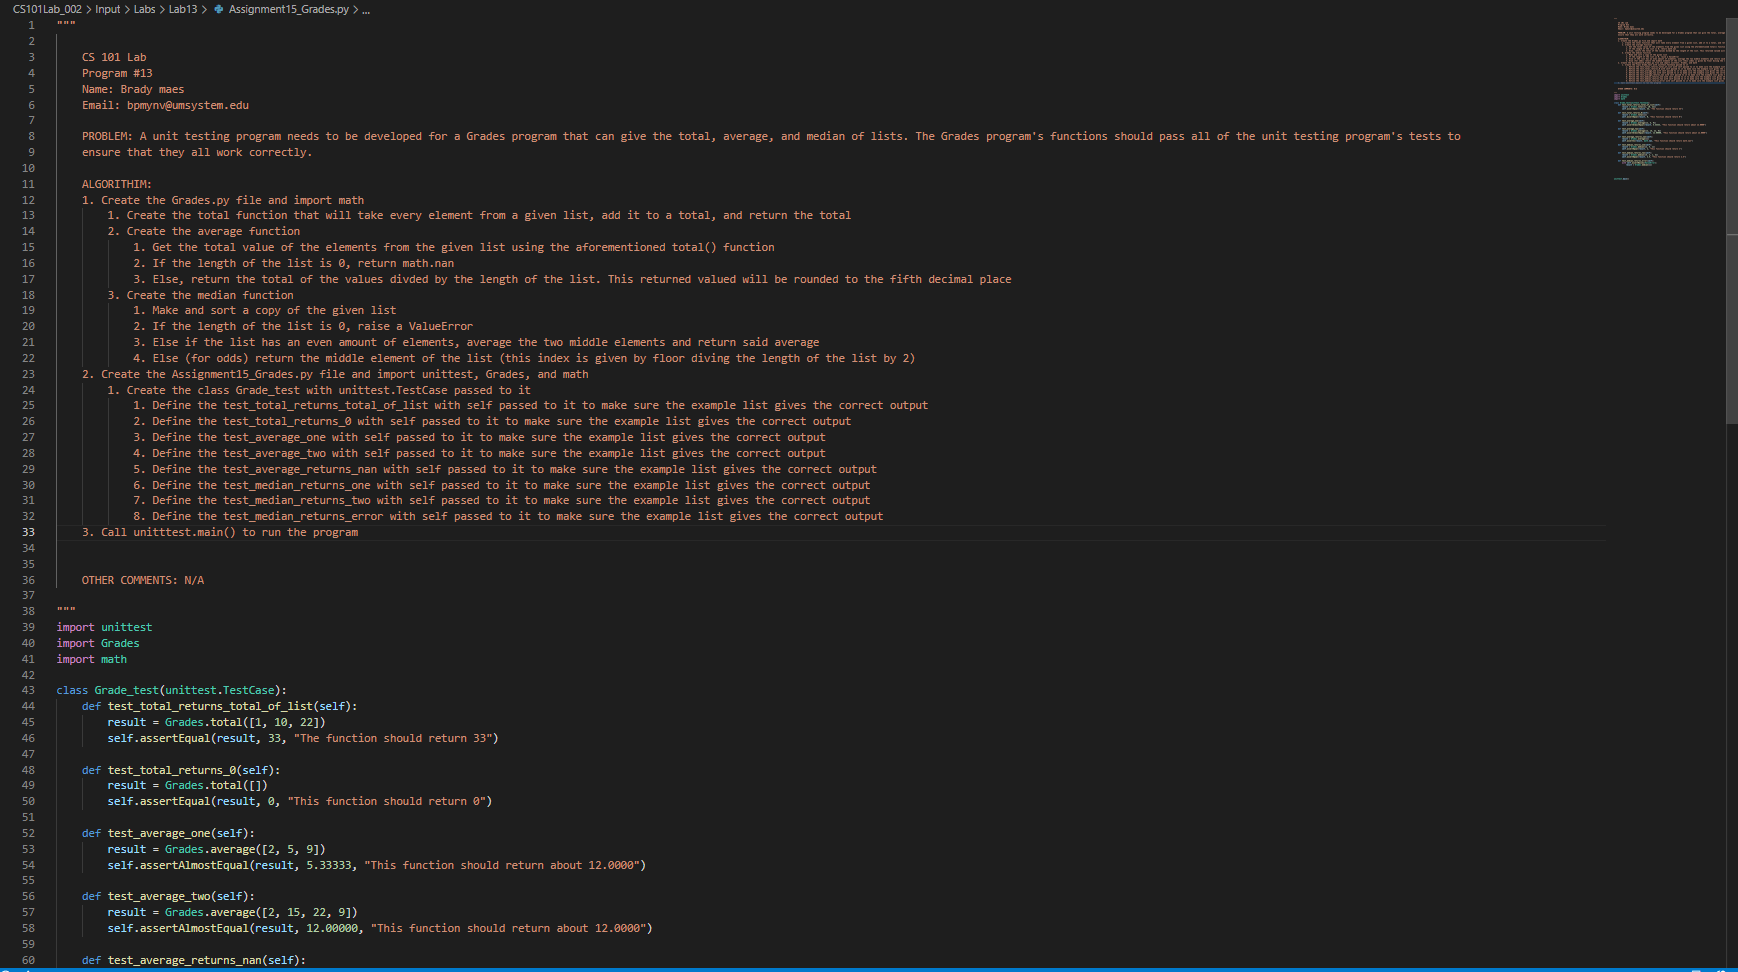 CS101Lab_002 > Input > Labs > Lab13 > Assignment15_Grades.py > ...
1 """
2
3 CS 101 Lab
4 Program #13
5 Name: Brady maes
6 Email: bpmynv@umsystem.edu
7
8 PROBLEM: A unit testing program needs to be developed for a Grades program that can give the total, average, and median of lists. The Grades program's functions should pass all of the unit testing program's tests to
9 ensure that they all work correctly.
10
11 ALGORITHIM:
12 1. Create the Grades.py file and import math
13 1. Create the total function that will take every element from a given list, add it to a total, and return the total
14 2. Create the average function
15 1. Get the total value of the elements from the given list using the aforementioned total() function
16 2. If the length of the list is 0, return math.nan
17 3. Else, return the total of the values divded by the length of the list. This returned valued will be rounded to the fifth decimal place
18 3. Create the median function
19 1. Make and sort a copy of the given list
20 2. If the length of the list is 0, raise a ValueError
21 3. Else if the list has an even amount of elements, average the two middle elements and return said average
22 4. Else (for odds) return the middle element of the list (this index is given by floor diving the length of the list by 2)
23 2. Create the Assignment15_Grades.py file and import unittest, Grades, and math
24 1. Create the class Grade_test with unittest.TestCase passed to it
25 1. Define the test_total_returns_total_of_list with self passed to it to make sure the example list gives the correct output
26 2. Define the test_total_returns_0 with self passed to it to make sure the example list gives the correct output
27 3. Define the test_average_one with self passed to it to make sure the example list gives the correct output
28 4. Define the test_average_two with self passed to it to make sure the example list gives the correct output
29 5. Define the test_average_returns_nan with self passed to it to make sure the example list gives the correct output
30 6. Define the test_median_returns_one with self passed to it to make sure the example list gives the correct output
31 7. Define the test_median_returns_two with self passed to it to make sure the example list gives the correct output
32 8. Define the test_median_returns_error with self passed to it to make sure the example list gives the correct output
33 3. Call unitttest.main() to run the program
34
35
36 OTHER COMMENTS: N/A
37
38 """
39 import unittest
40 import Grades
41 import math
42
43 class Grade_test(unittest.TestCase):
44 def test_total_returns_total_of_list(self):
45 result = Grades.total([1, 10, 22])
46 self.assertEqual(result, 33, "The function should return 33")
47
48 def test_total_returns_0(self):
49 result = Grades.total([])
50 self.assertEqual(result, 0, "This function should return 0")
51
52 def test_average_one(self):
53 result = Grades.average([2, 5, 9])
54 self.assertAlmostEqual(result, 5.33333, "This function should return about 12.0000")
55
56 def test_average_two(self):
57 result = Grades.average([2, 15, 22, 9])
58 self.assertAlmostEqual(result, 12.00000, "This function should return about 12.0000")
59
60 def test_average_returns_nan(self):